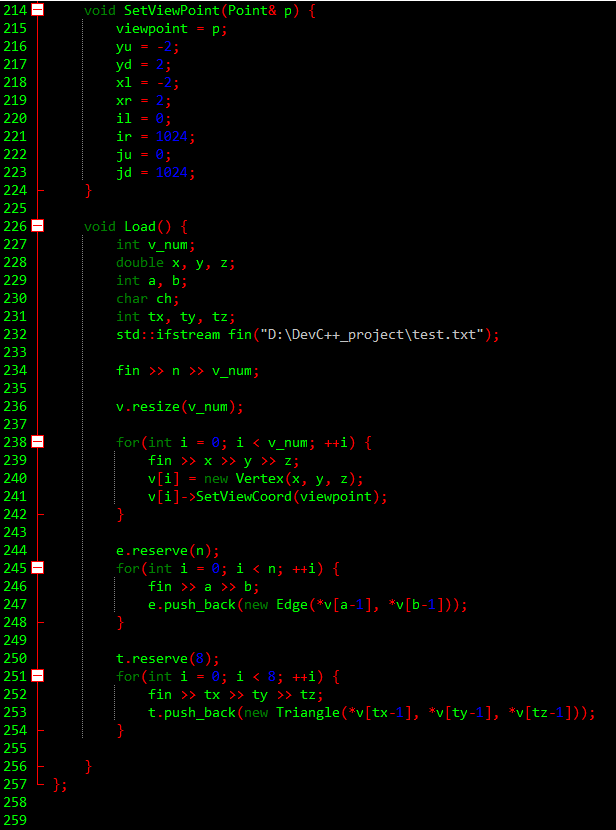 214 void SetViewPoint(Point& p) {
215 viewpoint = p;
216 yu = -2;
217 yd = 2;
218 xl = -2;
219 xr = 2;
220 il = 0;
221 ir = 1024;
222 ju = 0;
223 jd = 1024;
224 }
225
226 void Load() {
227 int v_num;
228 double x, y, z;
229 int a, b;
230 char ch;
231 int tx, ty, tz;
232 std::ifstream fin("D:\DevC++_project\test.txt");
233
234 fin >> n >> v_num;
235
236 v.resize(v_num);
237
238 for(int i = 0; i < v_num; ++i) {
239 fin >> x >> y >> z;
240 v[i] = new Vertex(x, y, z);
241 v[i]->SetViewCoord(viewpoint);
242 }
243
244 e.reserve(n);
245 for(int i = 0; i < n; ++i) {
246 fin >> a >> b;
247 e.push_back(new Edge(*v[a-1], *v[b-1]));
248 }
249
250 t.reserve(8);
251 for(int i = 0; i < 8; ++i) {
252 fin >> tx >> ty >> tz;
253 t.push_back(new Triangle(*v[tx-1], *v[ty-1], *v[tz-1]));
254 }
255
256 }
257 };
258
259